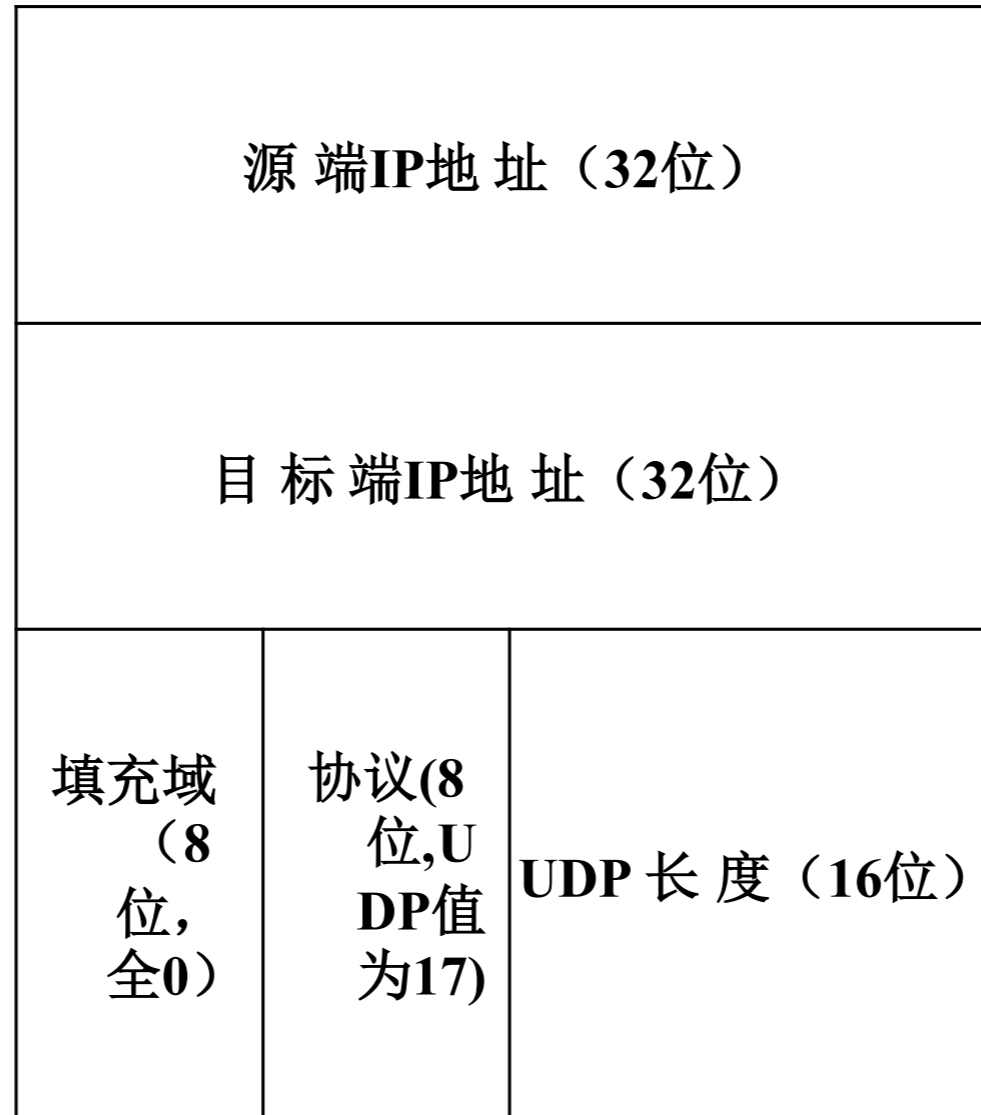 源 端IP地 址（32位）
目 标 端IP地 址（32位）
填充域
（8
位，
全0）
协议(8
位,U
DP值
为17)
UDP 长 度（16位）